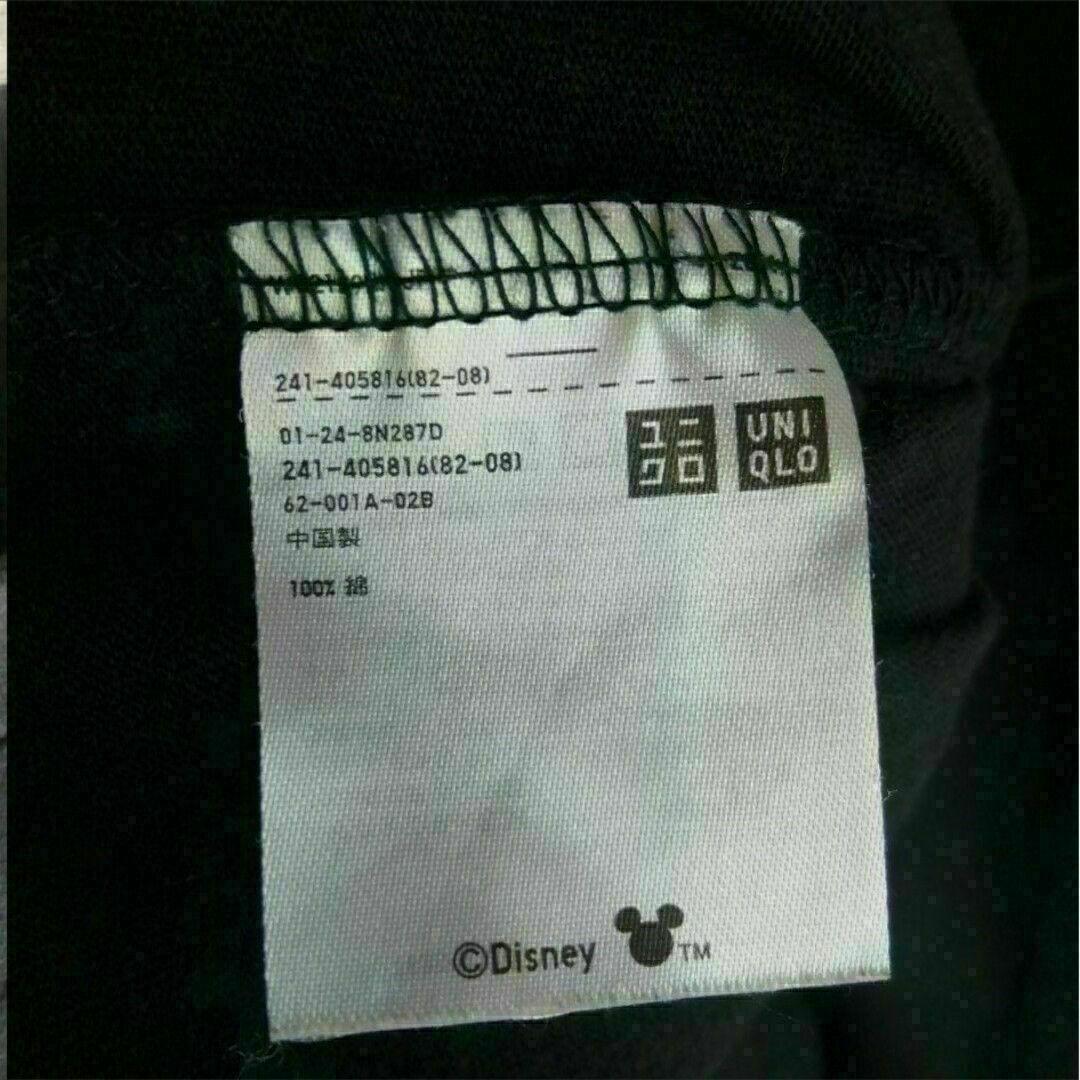 241-405816(82-08)
01-24-8N287D
241-405816(82-08)
62-001A-02B
中国製
100% 綿
ユニ
クロ
UNI
QLO
©Disney TM